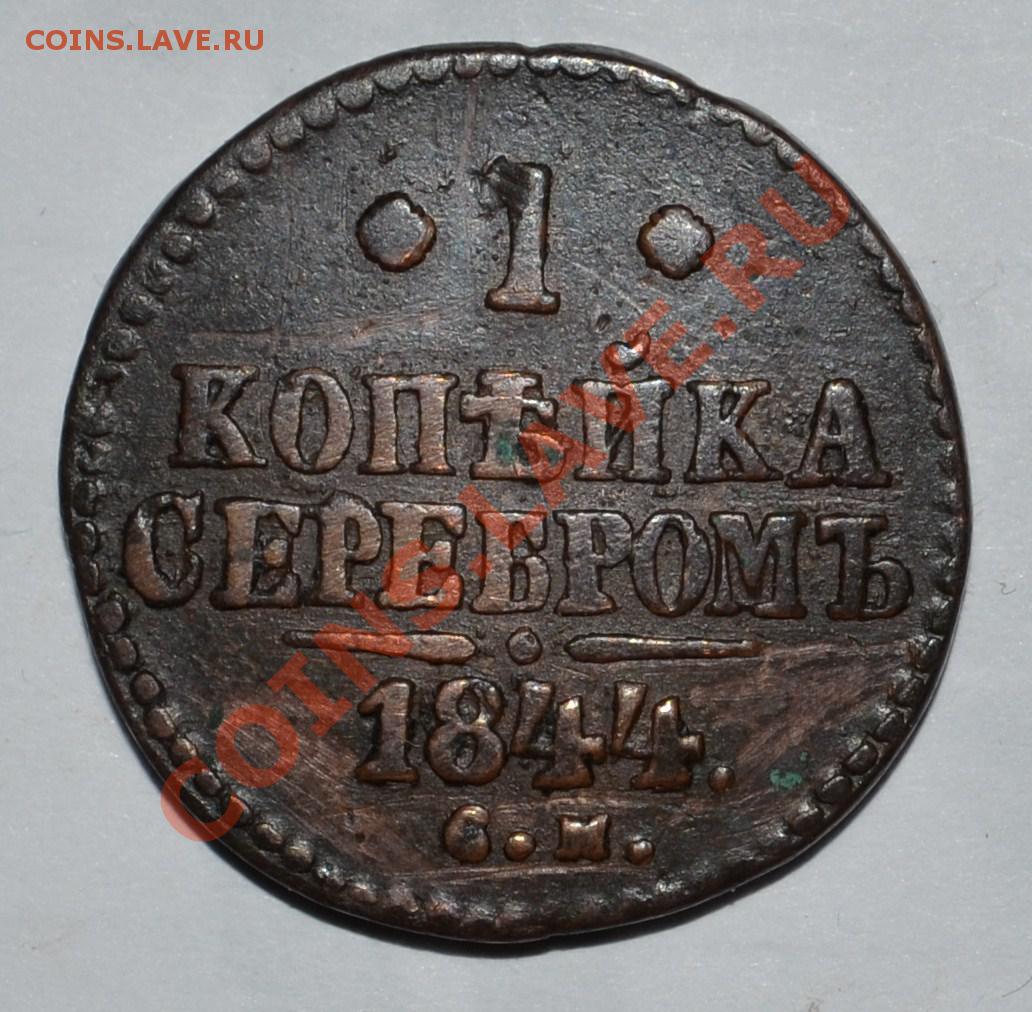 COINS.LAVE.RU
1
КОПѢЙКА
СЕРЕБРОМЪ
1844.
С.М.
COINS.LAVE.RU